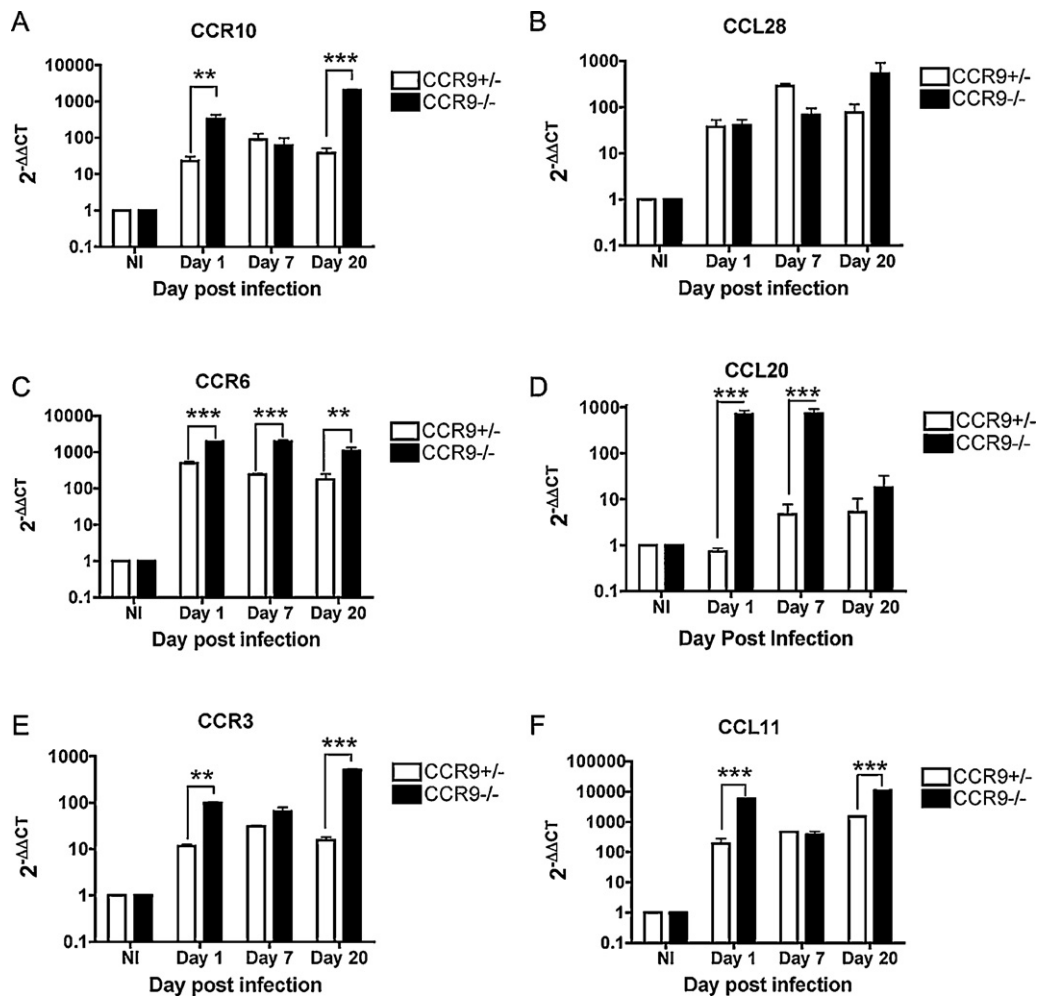 A
CCR10
10000
1000
100
10
1
0.1
2-ΔΔCT
**
***
CCR9+/-
CCR9-/-
NI Day 1 Day 7 Day 20
Day post infection
B
CCL28
1000
100
10
1
0.1
2-ΔΔCT
CCR9+/-
CCR9-/-
NI Day 1 Day 7 Day 20
Day post infection
C
CCR6
10000
1000
100
10
1
0.1
2-ΔΔCT
***
***
**
CCR9+/-
CCR9-/-
NI Day 1 Day 7 Day 20
Day post infection
D
CCL20
1000
100
10
1
0.1
2-ΔΔCT
***
***
CCR9+/-
CCR9-/-
NI Day 1 Day 7 Day 20
Day Post Infection
E
CCR3
1000
100
10
1
0.1
2-ΔΔCT
**
***
CCR9+/-
CCR9-/-
NI Day 1 Day 7 Day 20
Day post infection
F
CCL11
100000
10000
1000
100
10
1
0.1
2-ΔΔCT
***
***
CCR9+/-
CCR9-/-
NI Day 1 Day 7 Day 20
Day post infection